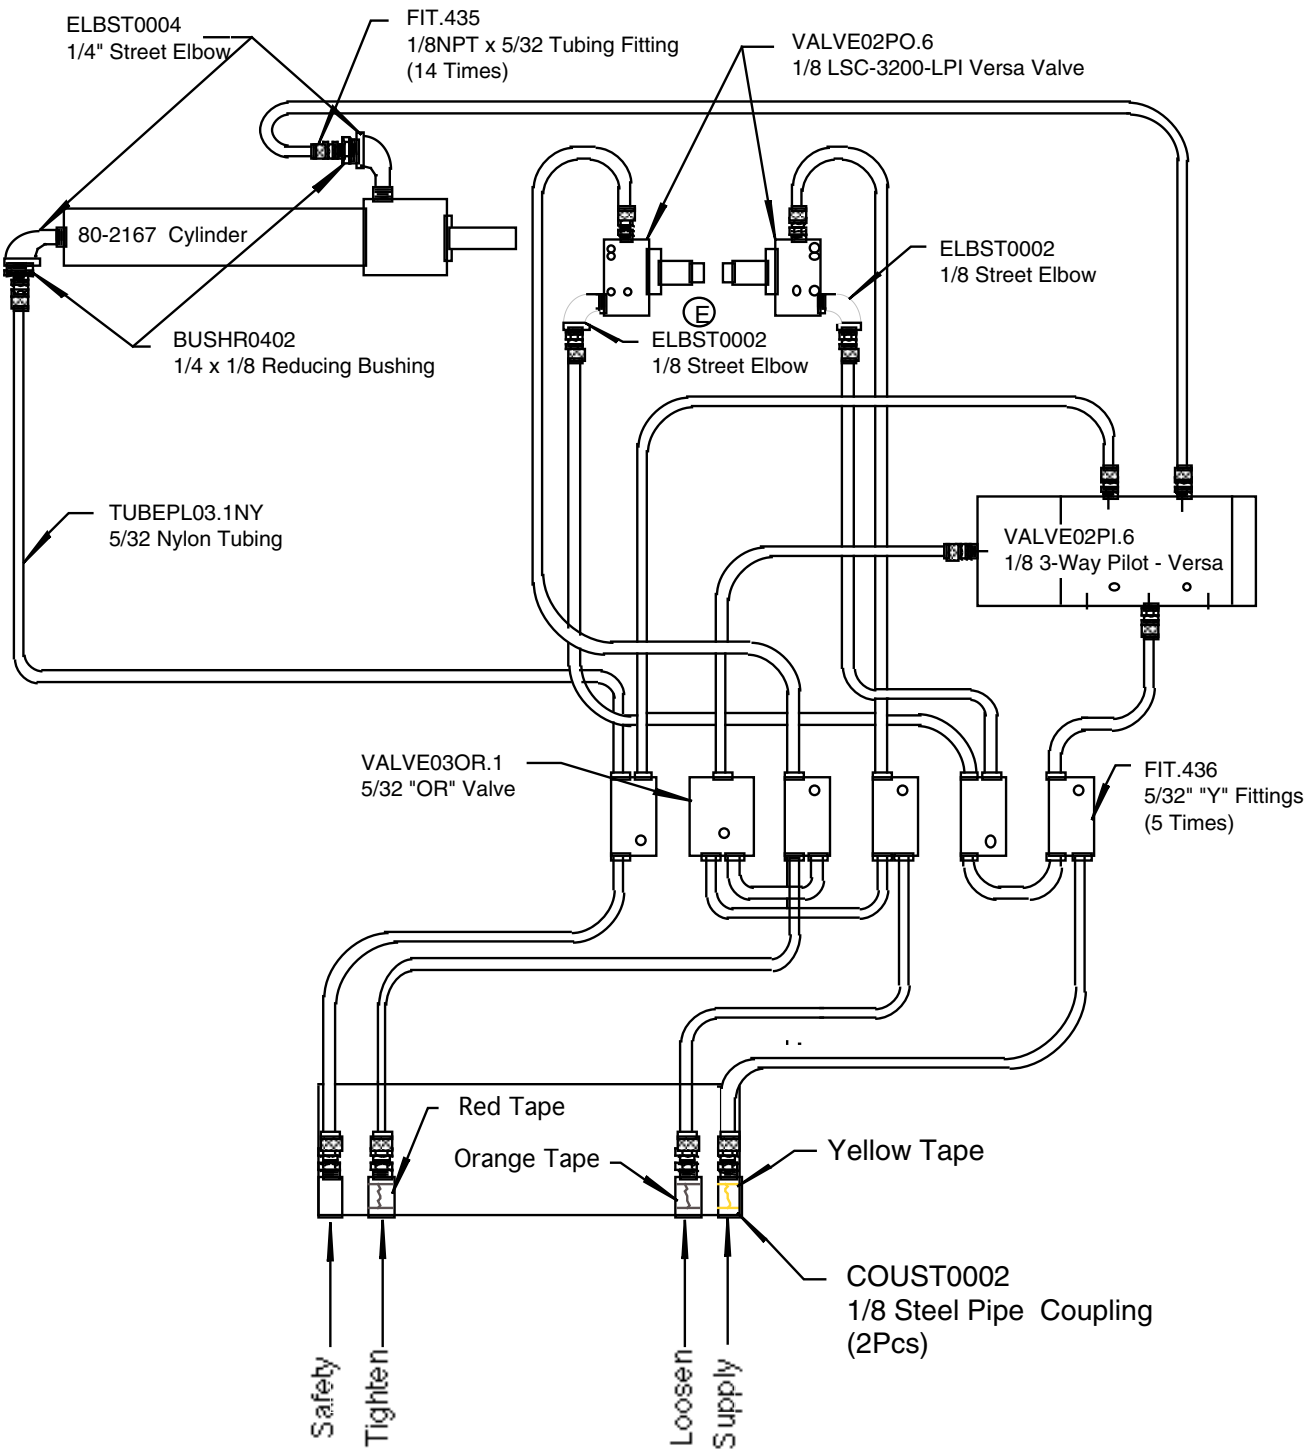 ELBST0004
1/4" Street Elbow
FIT.435
1/8NPT x 5/32 Tubing Fitting
(14 Times)
VALVE02PO.6
1/8 LSC-3200-LPI Versa Valve
80-2167 Cylinder
ELBST0002
1/8 Street Elbow
E
ELBST0002
1/8 Street Elbow
BUSHR0402
1/4 x 1/8 Reducing Bushing
TUBEPL03.1NY
5/32 Nylon Tubing
VALVE02PI.6
1/8 3-Way Pilot - Versa
VALVE03OR.1
5/32 "OR" Valve
FIT.436
5/32" "Y" Fittings
(5 Times)
Red Tape
Orange Tape
Yellow Tape
COUST0002
1/8 Steel Pipe Coupling
(2Pcs)
Safety
Tighten
Loosen
Supply